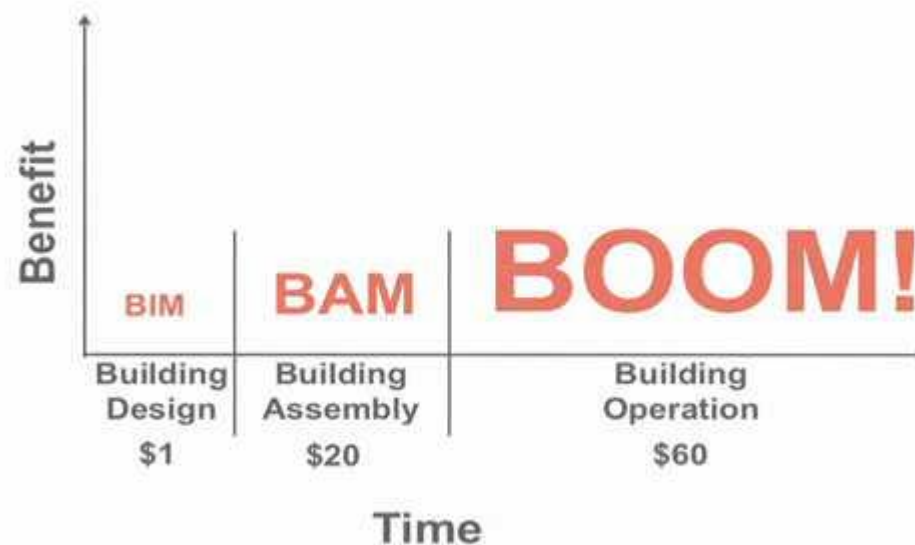 Benefit
BIM
BAM
BOOM!
Building
Design
$1
Building
Assembly
$20
Building
Operation
$60
Time